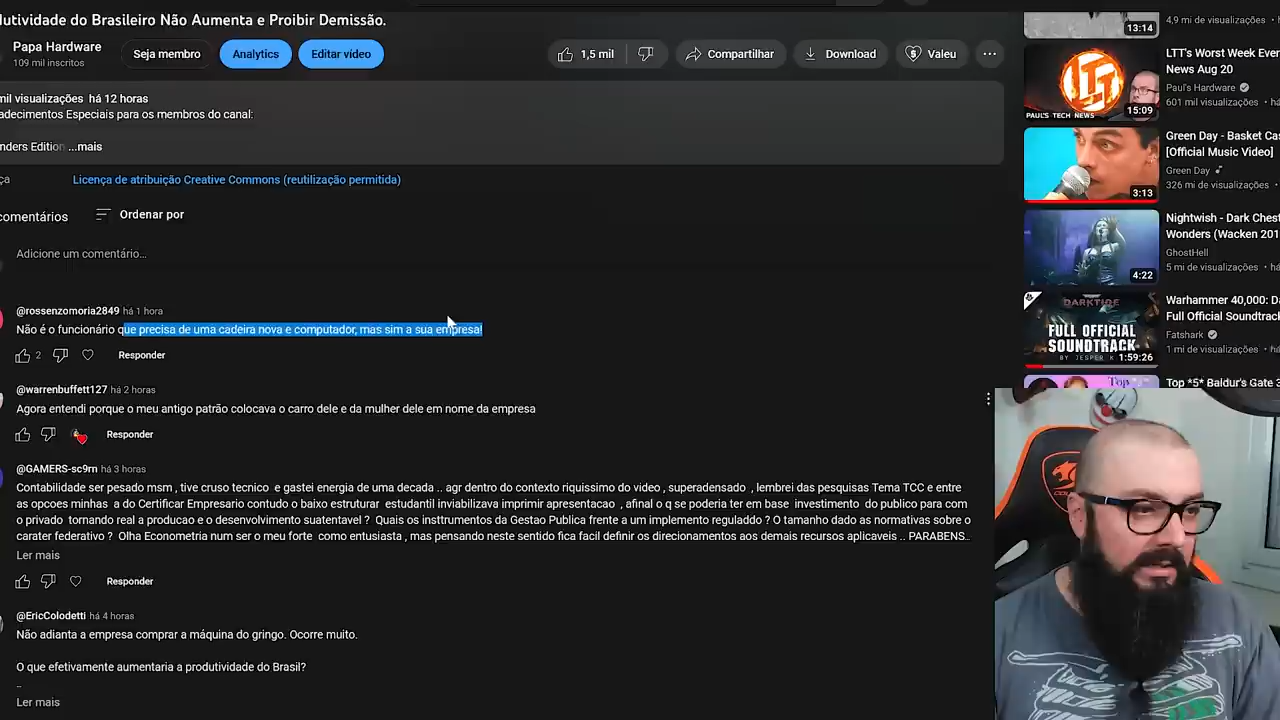 dutividade do Brasileiro Não Aumenta e Proibir Demissão.
Papa Hardware
109 mil inscritos
Seja membro
Analytics
Editar vídeo
1,5 mil
Compartilhar
Download
Valeu
mil visualizações há 12 horas
adecimentos Especiais para os membros do canal:
nders Edition ...mais
ça
Licença de atribuição Creative Commons (reutilização permitida)
comentários
Ordenar por
Adicione um comentário...
@rossenzomoria2849 há 1 hora
Não é o funcionário que precisa de uma cadeira nova e computador, mas sim a sua empresa!
2
Responder
@warrenbuffett127 há 2 horas
Agora entendi porque o meu antigo patrão colocava o carro dele e da mulher dele em nome da empresa
Responder
@GAMERS-sc9rn há 3 horas
Contabilidade ser pesado msm , tive cruso tecnico e gastei energia de uma decada .. agr dentro do contexto riquissimo do video , superadensado , lembrei das pesquisas Tema TCC e entre
as opcoes minhas a do Certificar Empresario contudo o baixo estruturar estudantil inviabilizava imprimir apresentacao , afinal o q se poderia ter em base investimento do publico para com
o privado tornando real a producao e o desenvolvimento suatentavel ? Quais os insttrumentos da Gestao Publica frente a um implemento reguladdo ? O tamanho dado as normativas sobre o
carater federativo ? Olha Econometria num ser o meu forte como entusiasta , mas pensando neste sentido fica facil definir os direcionamentos aos demais recursos aplicaveis .. PARABENS..
Ler mais
Responder
@EricColodetti há 4 horas
Não adianta a empresa comprar a máquina do gringo. Ocorre muito.
O que efetivamente aumentaria a produtividade do Brasil?
..
Ler mais
13:14
4,9 mi de visualizações
LTT's Worst Week Ever
News Aug 20
Paul's Hardware
601 mil visualizações
PAUL'S TECH NEWS
15:09
Green Day - Basket Cas
[Official Music Video]
Green Day
326 mi de visualizações
3:13
Nightwish - Dark Chest
Wonders (Wacken 201
GhostHell
5 mi de visualizações
4:22
Warhammer 40,000: Da
Full Official Soundtrac
Fatshark
1 mi de visualizações
DARKTIDE
FULL OFFICIAL
SOUNDTRACK
BY JESPER K
1:59:26
Top *5* Baldur's Gate 3
Top